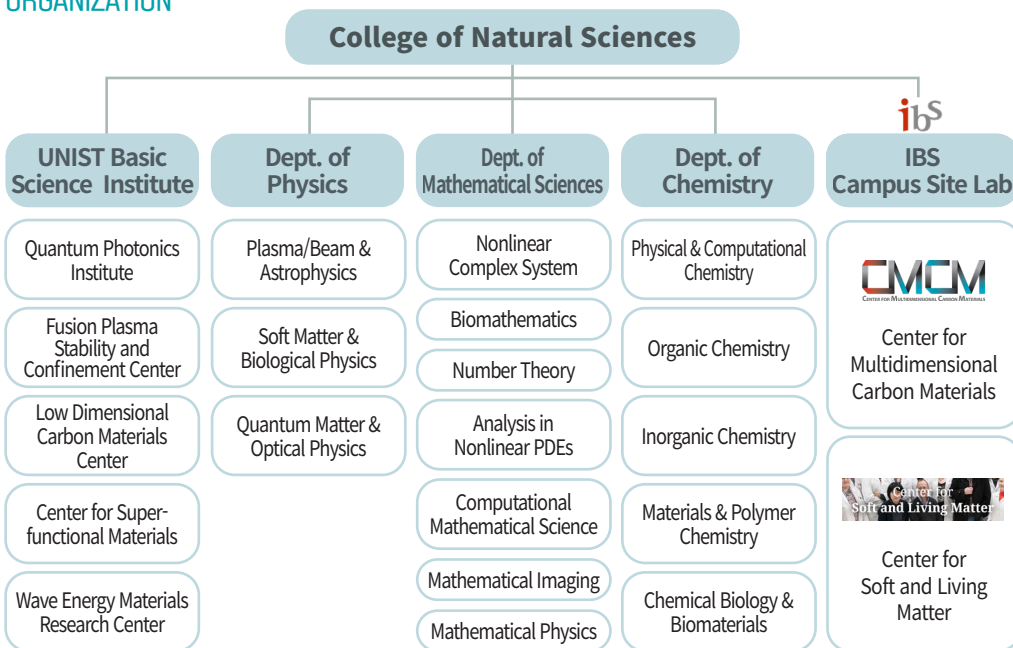 ORGANIZATION
College of Natural Sciences
ibs
UNIST Basic
Science Institute
Quantum Photonics
Institute
Fusion Plasma
Stability and
Confinement Center
Low Dimensional
Carbon Materials
Center
Center for Super-
functional Materials
Wave Energy Materials
Research Center
Dept. of
Physics
Plasma/Beam &
Astrophysics
Soft Matter &
Biological Physics
Quantum Matter &
Optical Physics
Dept. of
Mathematical Sciences
Nonlinear
Complex System
Biomathematics
Number Theory
Analysis in
Nonlinear PDEs
Computational
Mathematical Science
Mathematical Imaging
Mathematical Physics
Dept. of
Chemistry
Physical & Computational
Chemistry
Organic Chemistry
Inorganic Chemistry
Materials & Polymer
Chemistry
Chemical Biology &
Biomaterials
IBS
Campus Site Lab
CMCM
CENTER FOR MULTIDIMENSIONAL CARBON MATERIALS
Center for
Multidimensional
Carbon Materials
Center for
Soft and Living Matter
Center for
Soft and Living
Matter